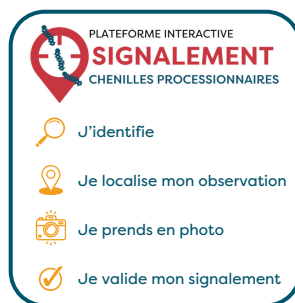 PLATEFORME INTERACTIVE
SIGNALEMENT
CHENILLES PROCESSIONNAIRES
J'identifie
Je localise mon observation
Je prends en photo
Je valide mon signalement